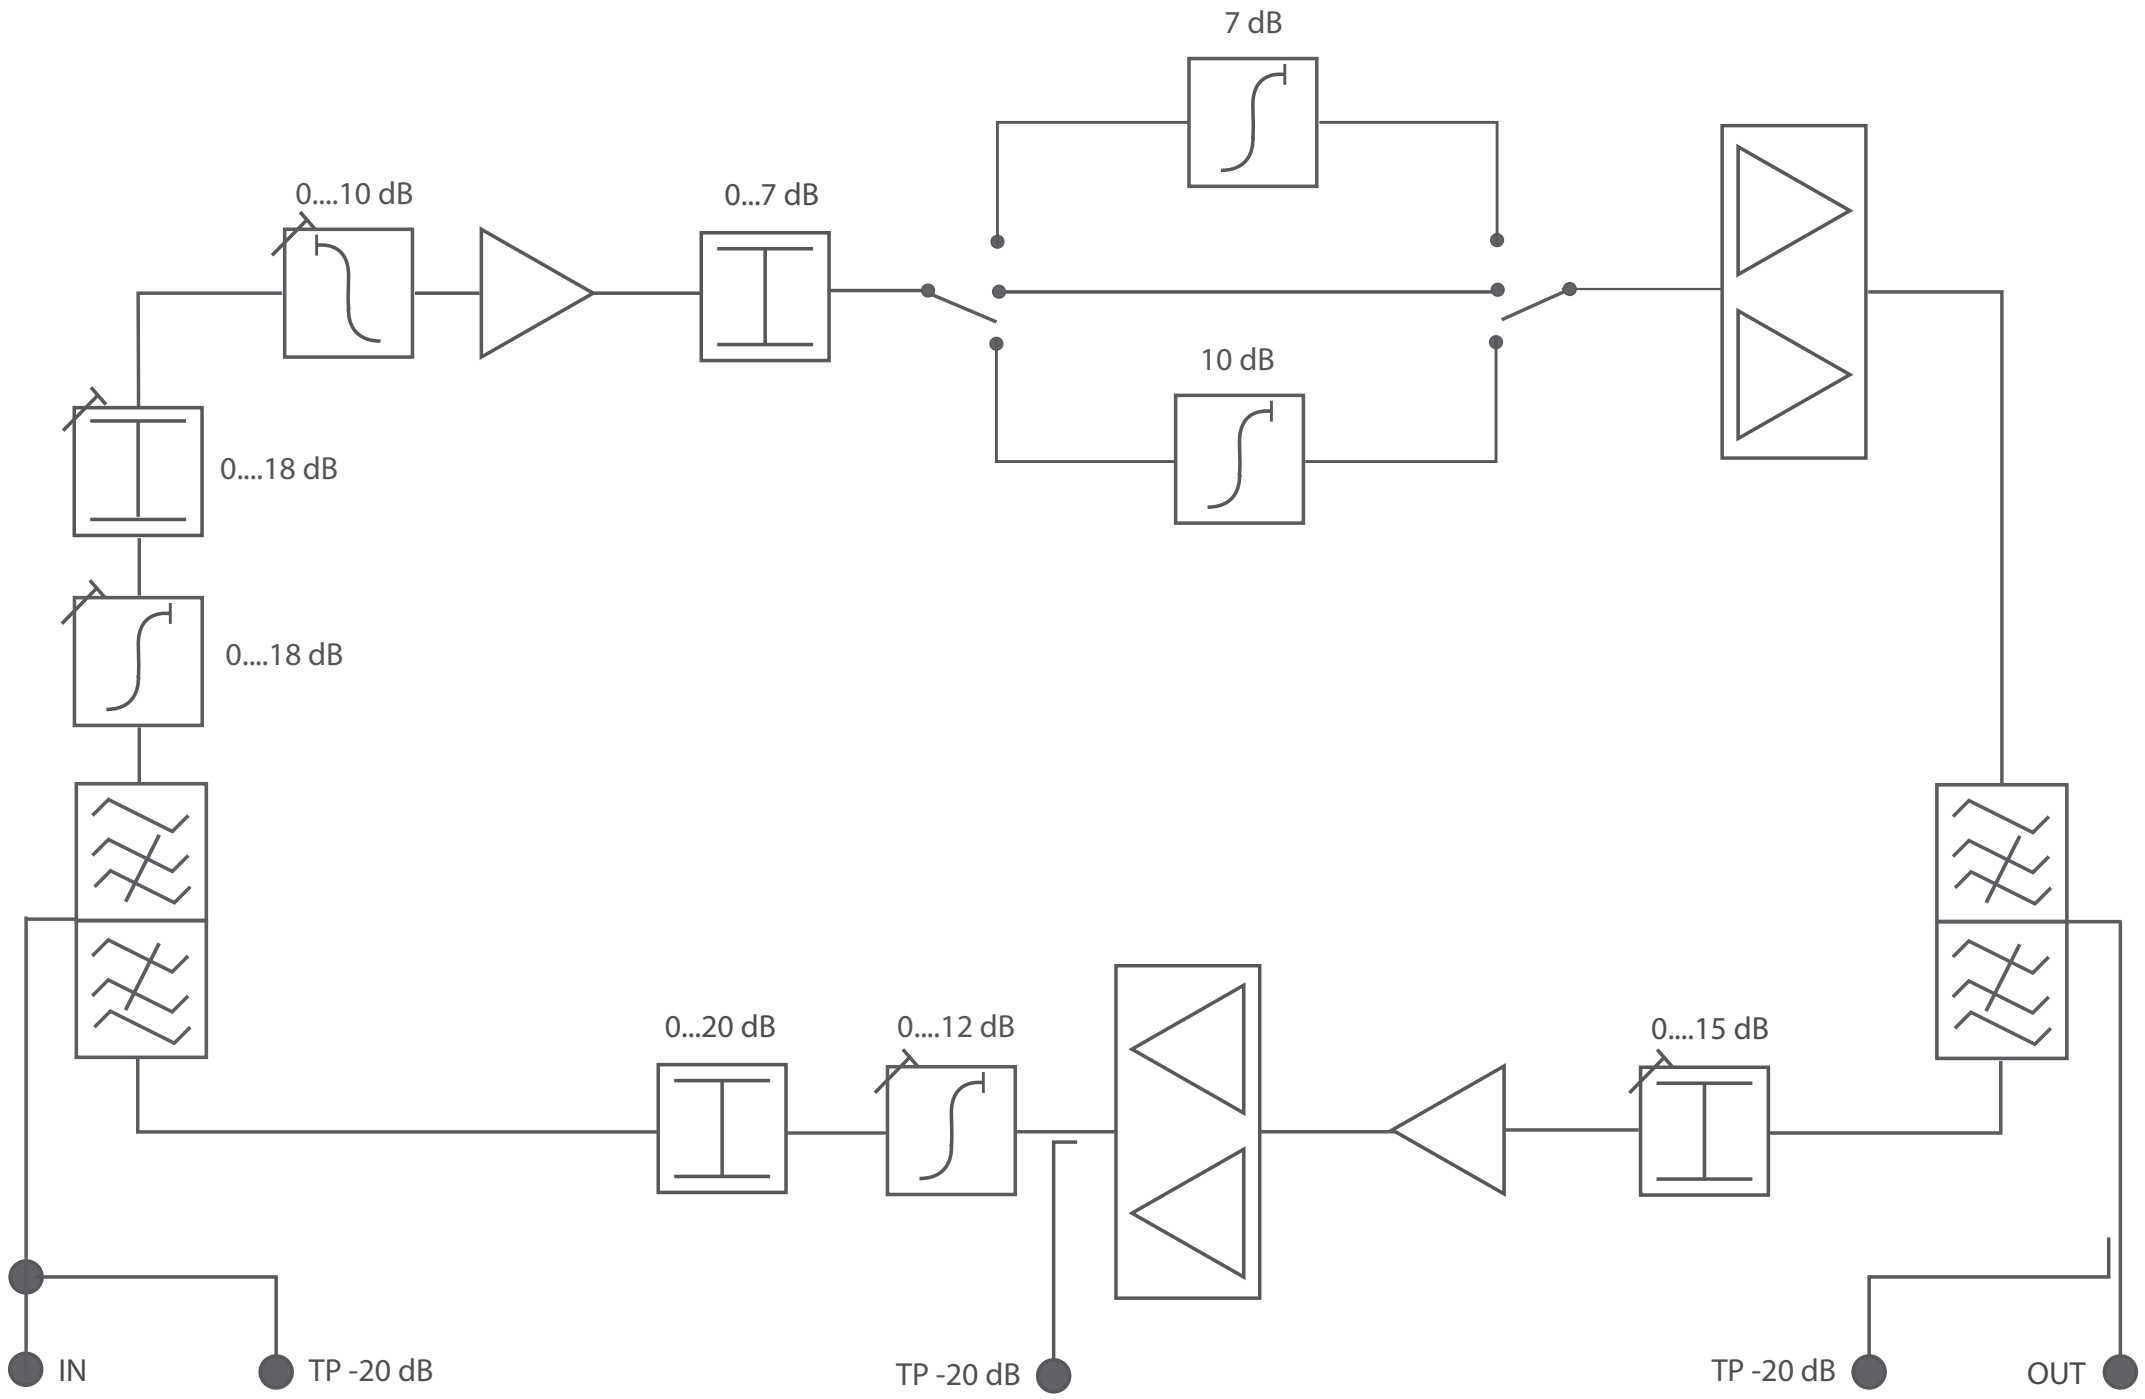 7 dB
0....10 dB
0...7 dB
10 dB
0....18 dB
0....18 dB
0...20 dB
0....12 dB
0....15 dB
IN
TP -20 dB
TP -20 dB
TP -20 dB
OUT